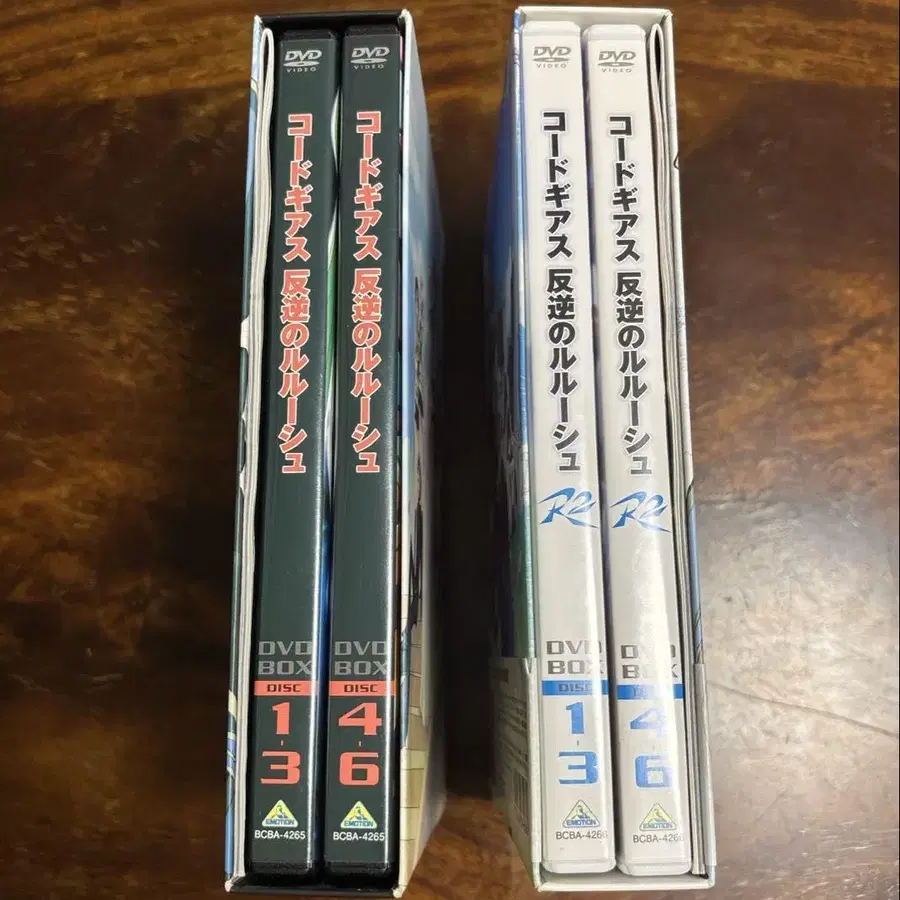 DVD
VIDEO
コードギアス 反逆のルルーシュ
DVD
BOX
DISC
1-3
EMOTION
BCBA-4265
DVD
VIDEO
コードギアス 反逆のルルーシュ
DVD
BOX
DISC
4-6
EMOTION
BCBA-4265
DVD
VIDEO
コードギアス 反逆のルルーシュ
R2
DVD
BOX
DISC
1-3
EMOTION
BCBA-4266
DVD
VIDEO
コードギアス 反逆のルルーシュ
R2
DVD
BOX
DISC
4-6
EMOTION
BCBA-4266